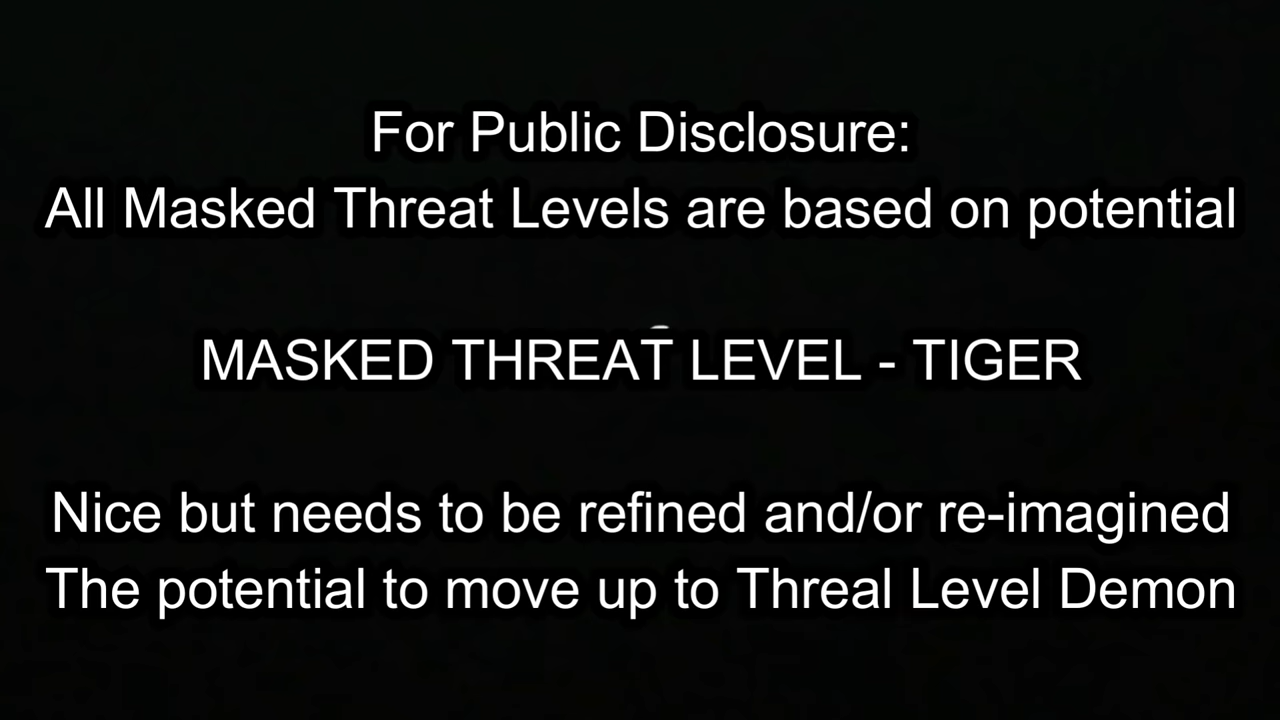 For Public Disclosure:
All Masked Threat Levels are based on potential
MASKED THREAT LEVEL - TIGER
Nice but needs to be refined and/or re-imagined
The potential to move up to Threal Level Demon